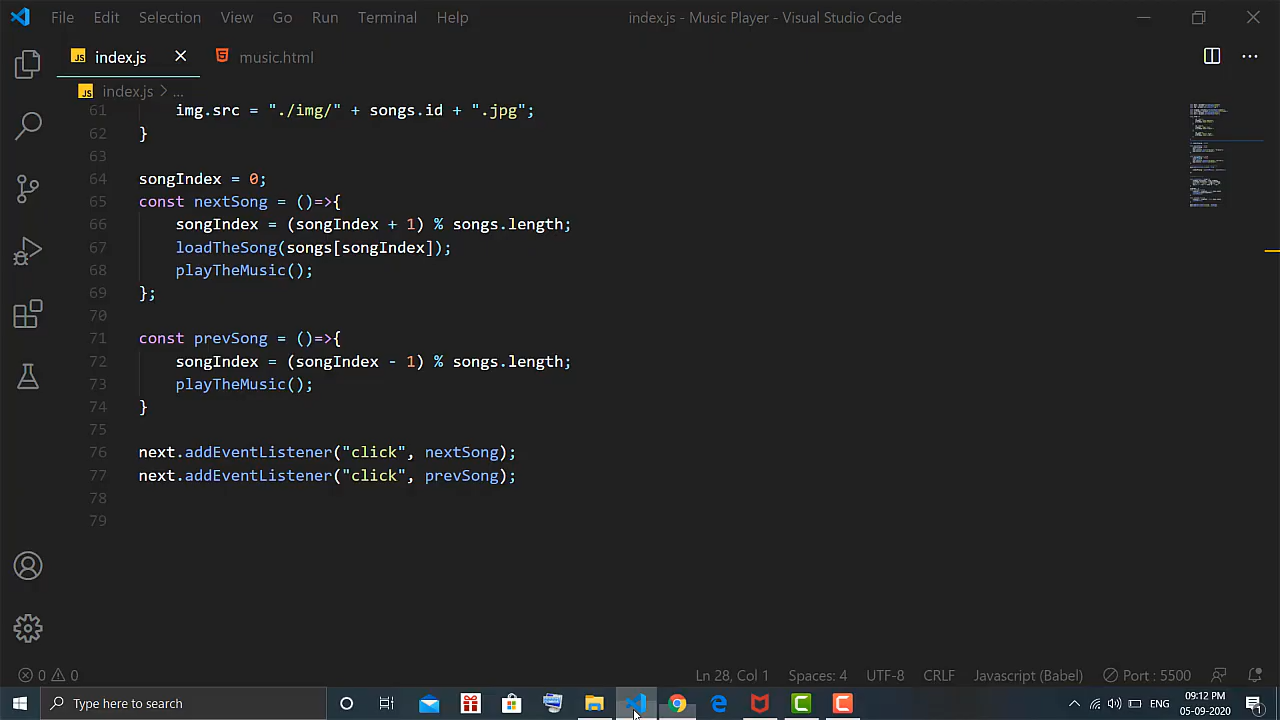 File Edit Selection View Go Run Terminal Help index.js - Music Player - Visual Studio Code
JS index.js music.html
JS index.js > ...
61 img.src = "./img/" + songs.id + ".jpg";
62 }
63
64 songIndex = 0;
65 const nextSong = ()=>{
66 songIndex = (songIndex + 1) % songs.length;
67 loadTheSong(songs[songIndex]);
68 playTheMusic();
69 };
70
71 const prevSong = ()=>{
72 songIndex = (songIndex - 1) % songs.length;
73 playTheMusic();
74 }
75
76 next.addEventListener("click", nextSong);
77 next.addEventListener("click", prevSong);
78
79
0 0 Ln 28, Col 1 Spaces: 4 UTF-8 CRLF Javascript (Babel) Port : 5500
Type here to search ENG 09:12 PM
05-09-2020 1